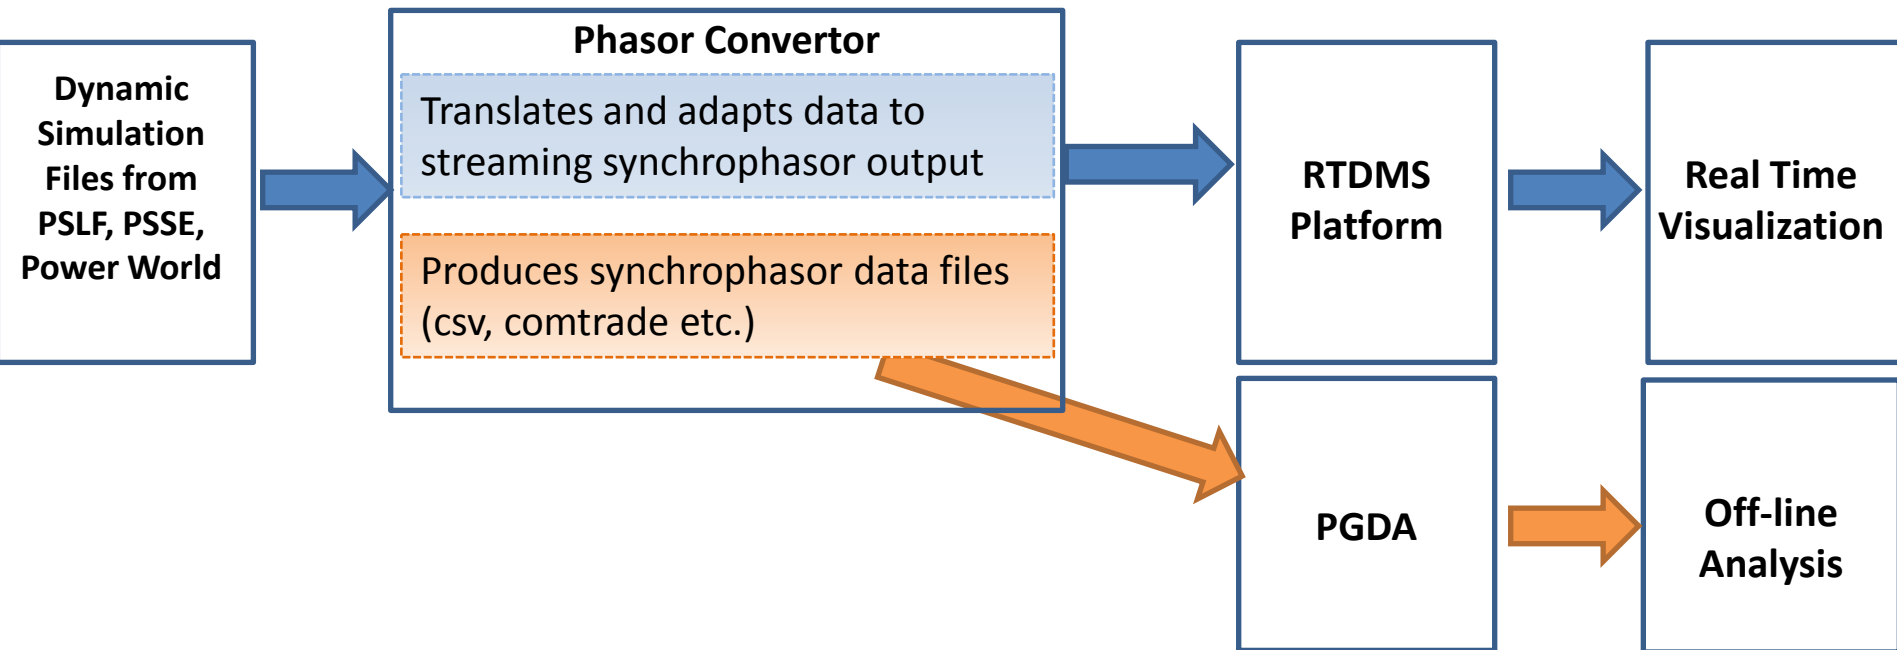 Dynamic
Simulation
Files from
PSLF, PSSE,
Power World
Phasor Convertor
Translates and adapts data to
streaming synchrophasor output
Produces synchrophasor data files
(csv, comtrade etc.)
RTDMS
Platform
Real Time
Visualization
PGDA
Off-line
Analysis